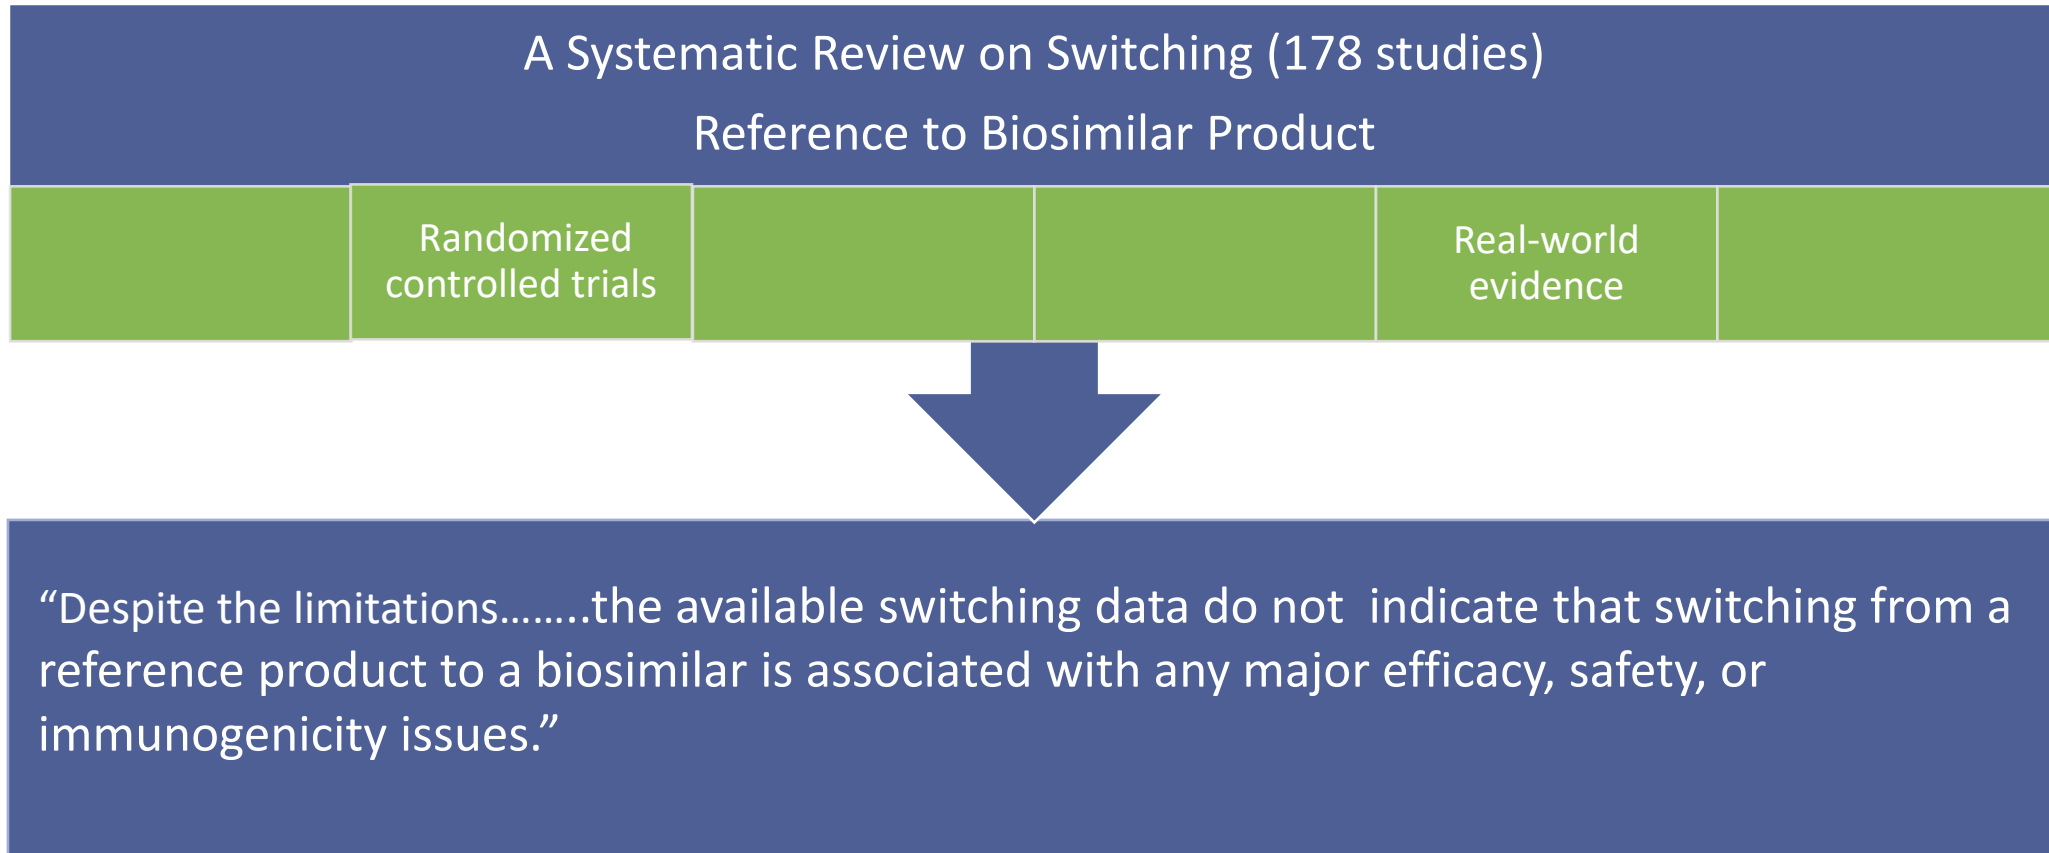 A Systematic Review on Switching (178 studies)
Reference to Biosimilar Product
Randomized
controlled trials
Real-world
evidence
“Despite the limitations……..the available switching data do not  indicate that switching from a
reference product to a biosimilar is associated with any major efficacy, safety, or
immunogenicity issues.”